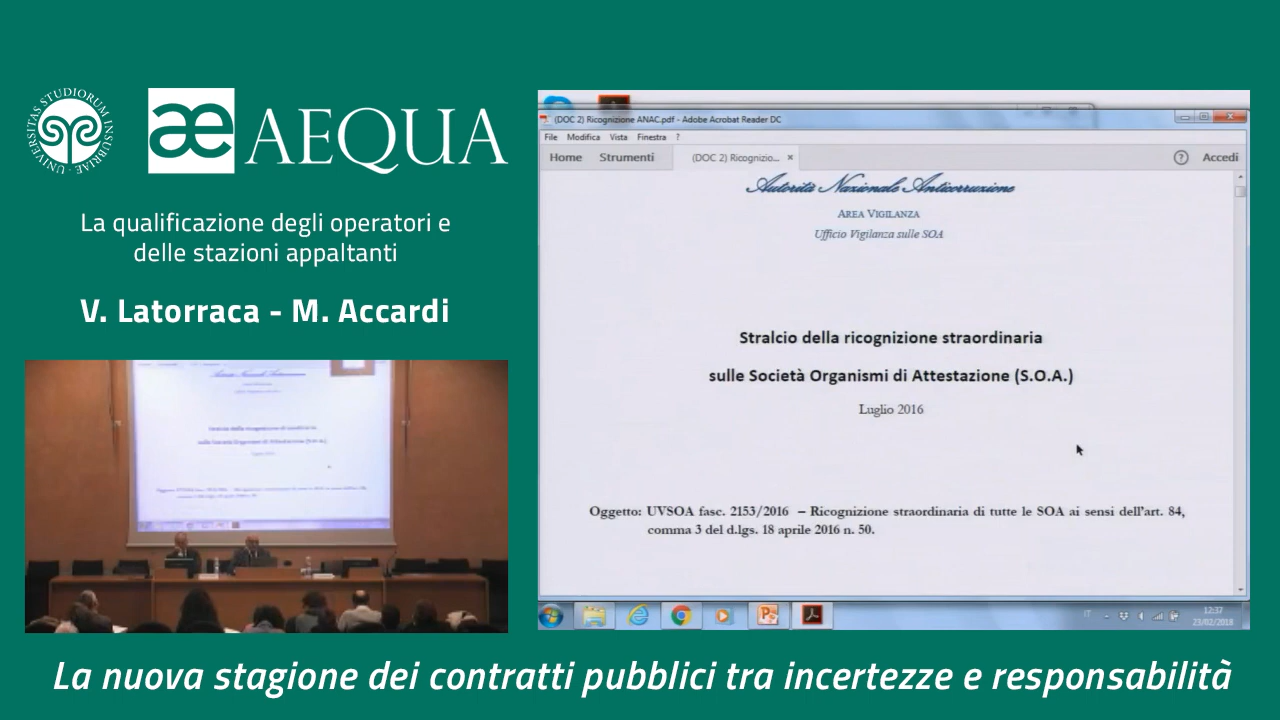 UNIVERSITAS STUDIORUM INSUBRIAE
æ AEQUA
La qualificazione degli operatori e
delle stazioni appaltanti
V. Latorraca - M. Accardi
(DOC 2) Ricognizione ANAC.pdf - Adobe Acrobat Reader DC
File Modifica Vista Finestra ?
Home Strumenti (DOC 2) Ricognizio... × ? Accedi
Autorità Nazionale Anticorruzione
AREA VIGILANZA
Ufficio Vigilanza sulle SOA
Stralcio della ricognizione straordinaria
sulle Società Organismi di Attestazione (S.O.A.)
Luglio 2016
Oggetto: UVSOA fasc. 2153/2016 – Ricognizione straordinaria di tutte le SOA ai sensi dell'art. 84,
comma 3 del d.lgs. 18 aprile 2016 n. 50.
IT 12:37
23/02/2018
La nuova stagione dei contratti pubblici tra incertezze e responsabilità